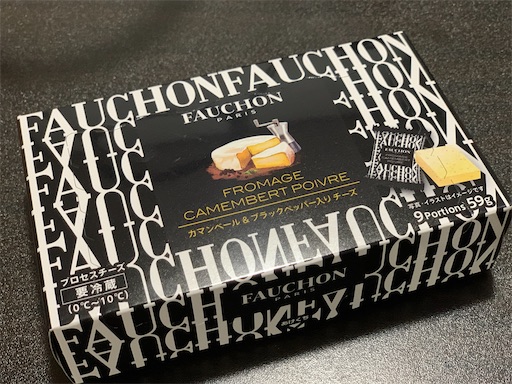 FAUCHONFAUCHON
FAUCHON
PARIS
FROMAGE
CAMEMBERT POIVRE
カマンベール&ブラックペッパー入りチーズ
FAUCHON
写真・イラストはイメージです
9 Portions 59g
プロセスチーズ
要冷蔵
(0℃~10℃)
FAUCHON
PARIS